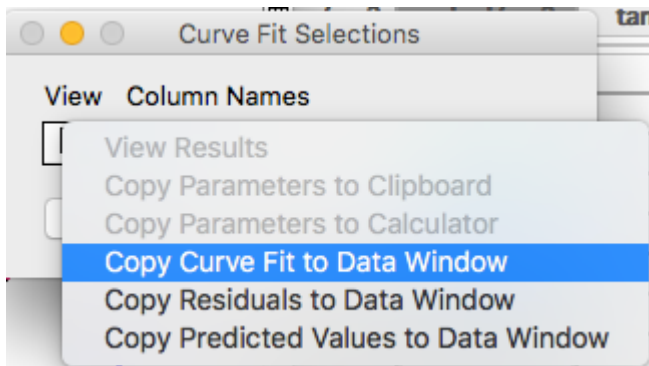 tar
Curve Fit Selections
View Column Names
View Results
Copy Parameters to Clipboard
Copy Parameters to Calculator
Copy Curve Fit to Data Window
Copy Residuals to Data Window
Copy Predicted Values to Data Window